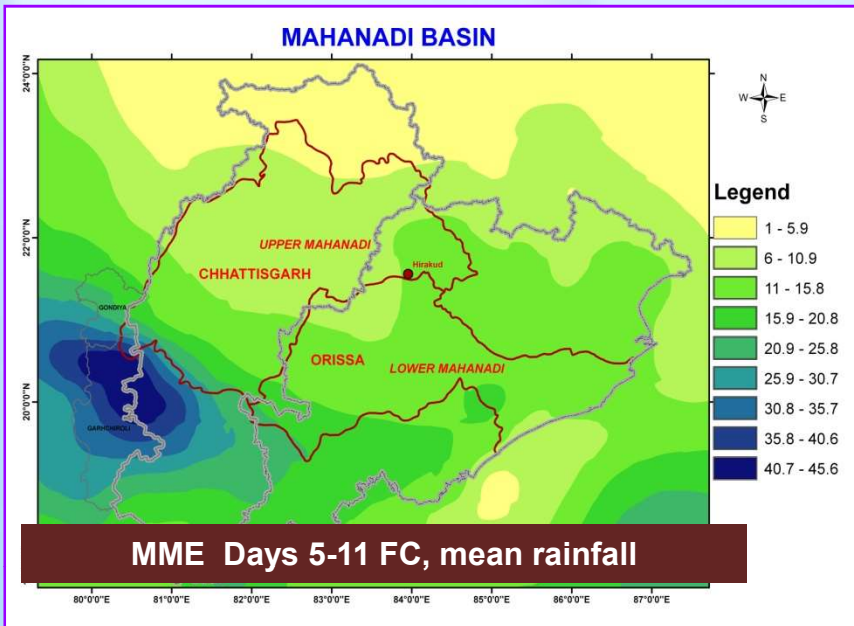 MAHANADI BASIN
24°0'0"N
22°0'0"N
20°0'0"N
N
W E
S
Legend
1 - 5.9
6 - 10.9
11 - 15.8
15.9 - 20.8
20.9 - 25.8
25.9 - 30.7
30.8 - 35.7
35.8 - 40.6
40.7 - 45.6
UPPER MAHANADI
Hirakud
CHHATTISGARH
GONDIYA
ORISSA
LOWER MAHANADI
GARHCHIROLI
MME Days 5-11 FC, mean rainfall
80°0'0"E 81°0'0"E 82°0'0"E 83°0'0"E 84°0'0"E 85°0'0"E 86°0'0"E 87°0'0"E